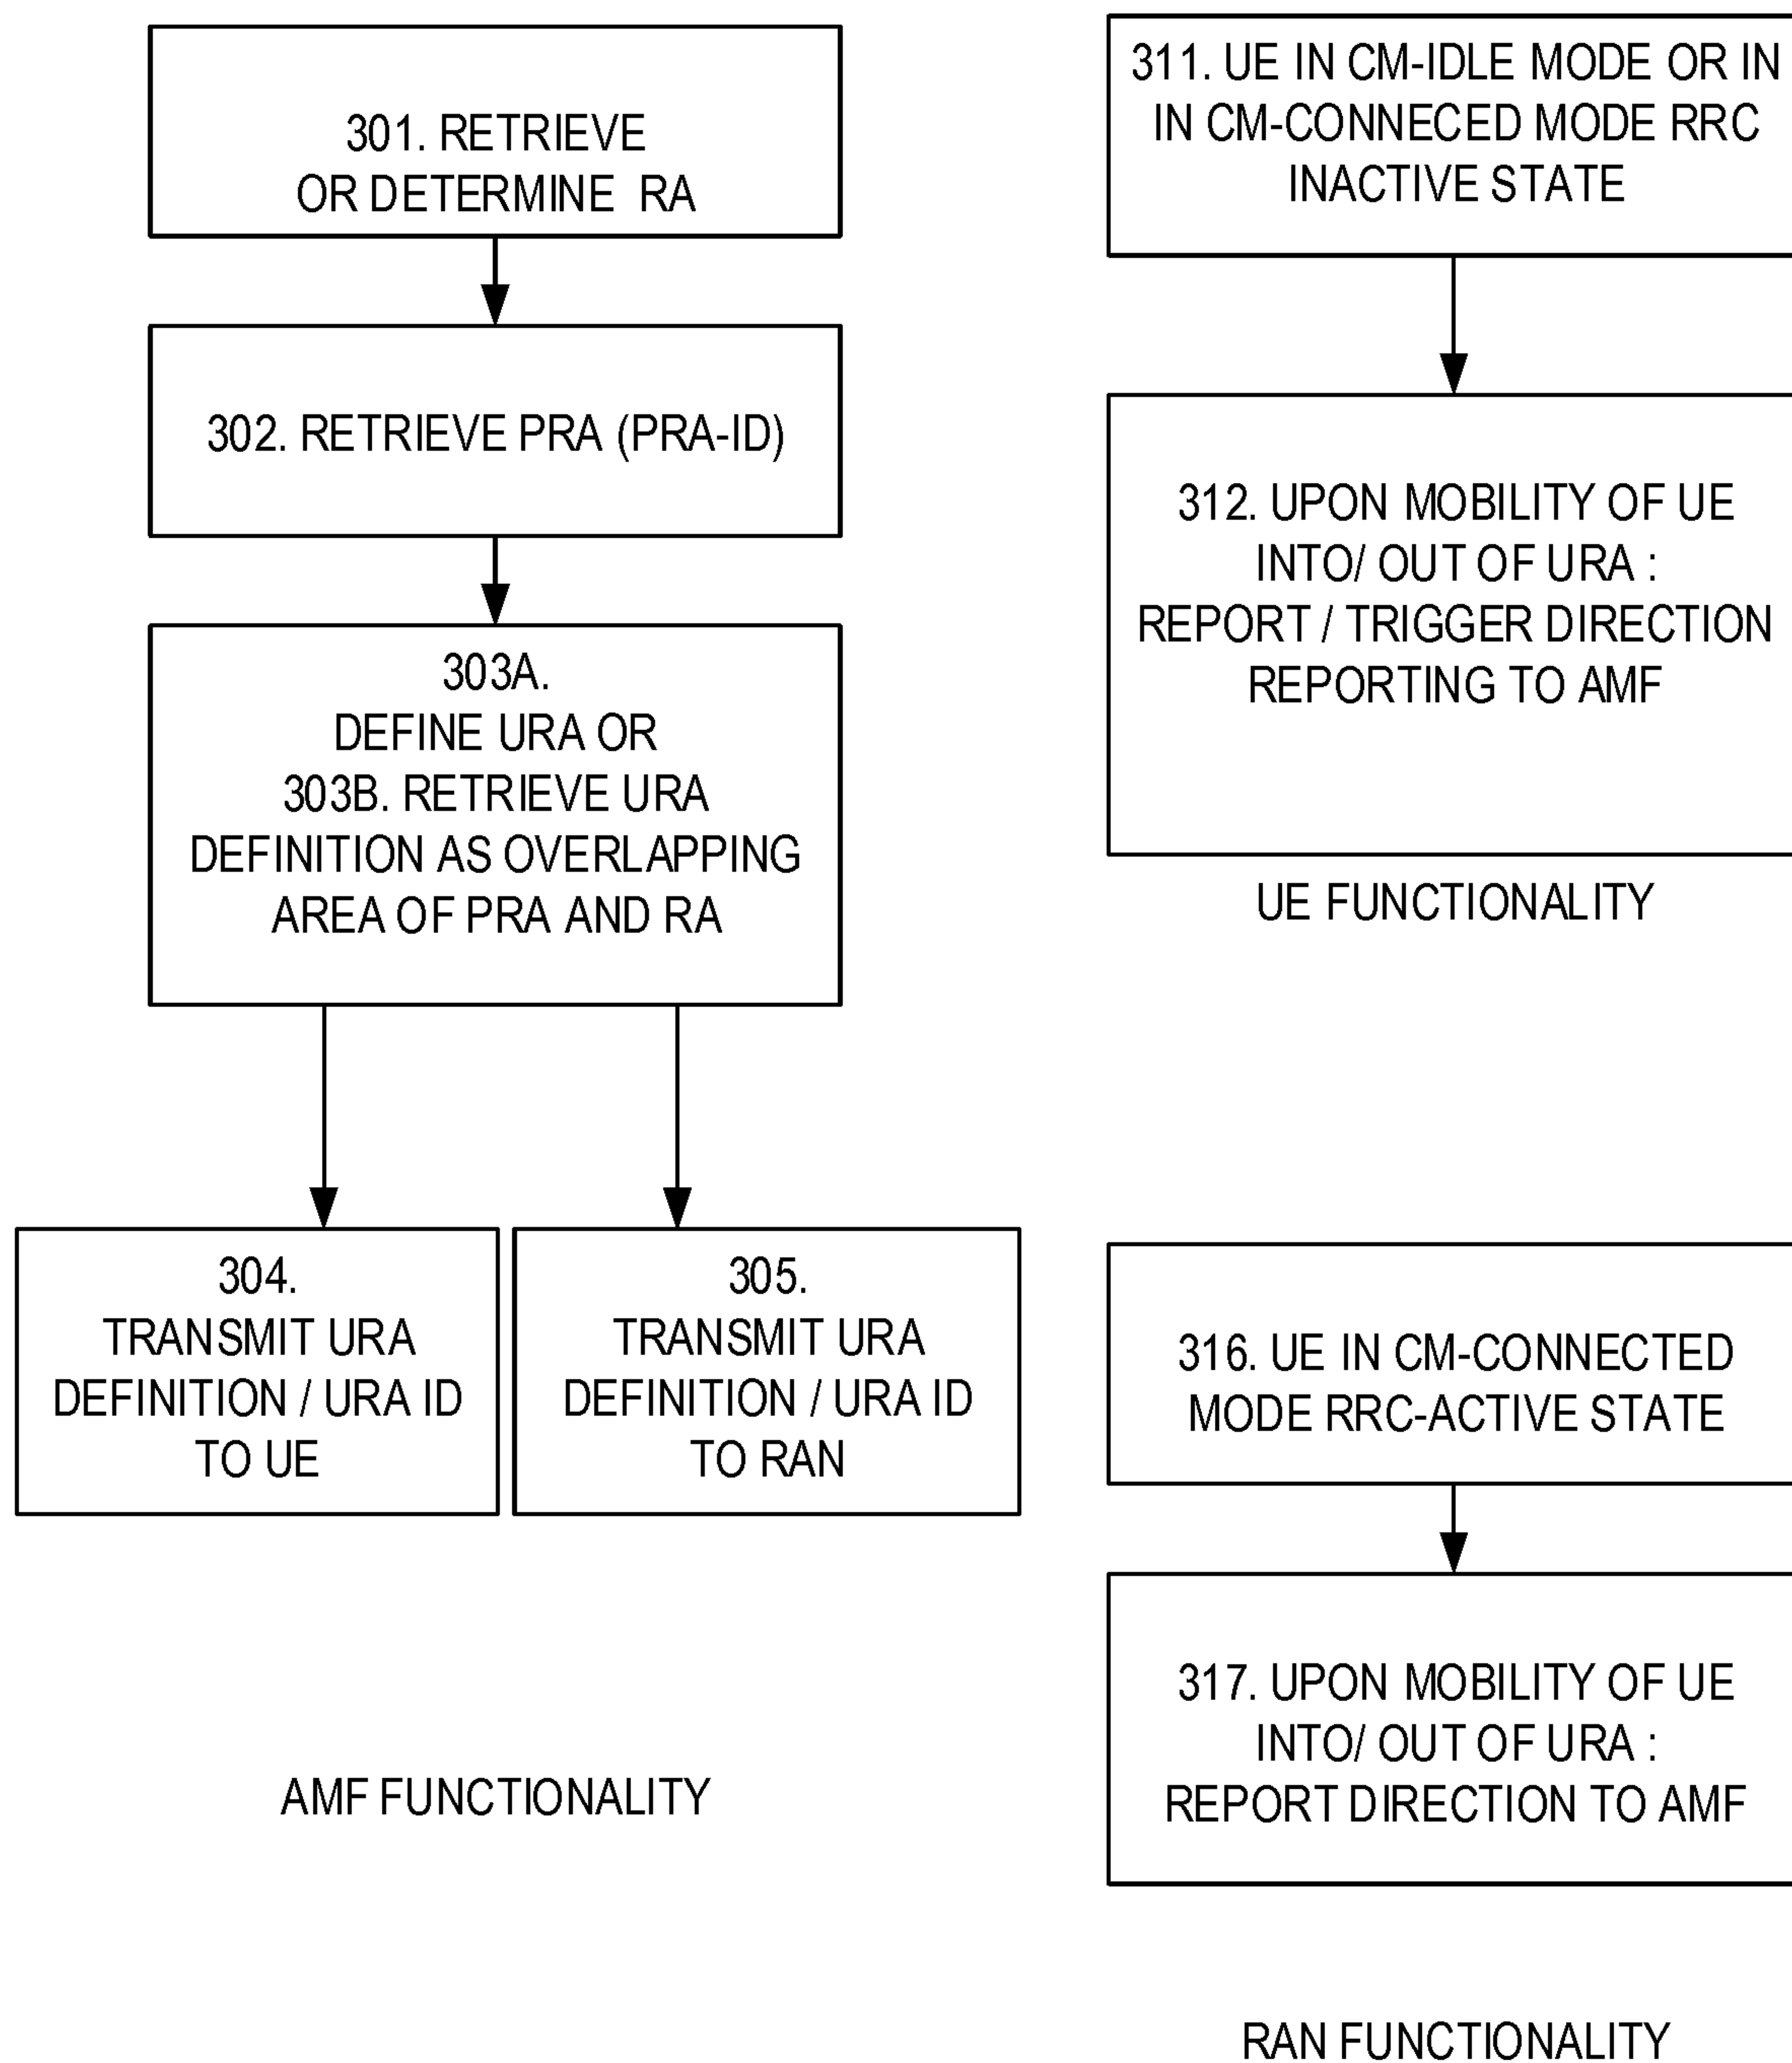 301. RETRIEVE
OR DETERMINE RA
302. RETRIEVE PRA (PRA-ID)
303A.
DEFINE URA OR
303B. RETRIEVE URA
DEFINITION AS OVERLAPPING
AREA OF PRA AND RA
304.
TRANSMIT URA
DEFINITION / URA ID
TO UE
305.
TRANSMIT URA
DEFINITION / URA ID
TO RAN
AMF FUNCTIONALITY
311. UE IN CM-IDLE MODE OR IN
IN CM-CONNECED MODE RRC
INACTIVE STATE
312. UPON MOBILITY OF UE
INTO/ OUT OF URA :
REPORT / TRIGGER DIRECTION
REPORTING TO AMF
UE FUNCTIONALITY
316. UE IN CM-CONNECTED
MODE RRC-ACTIVE STATE
317. UPON MOBILITY OF UE
INTO/ OUT OF URA :
REPORT DIRECTION TO AMF
RAN FUNCTIONALITY